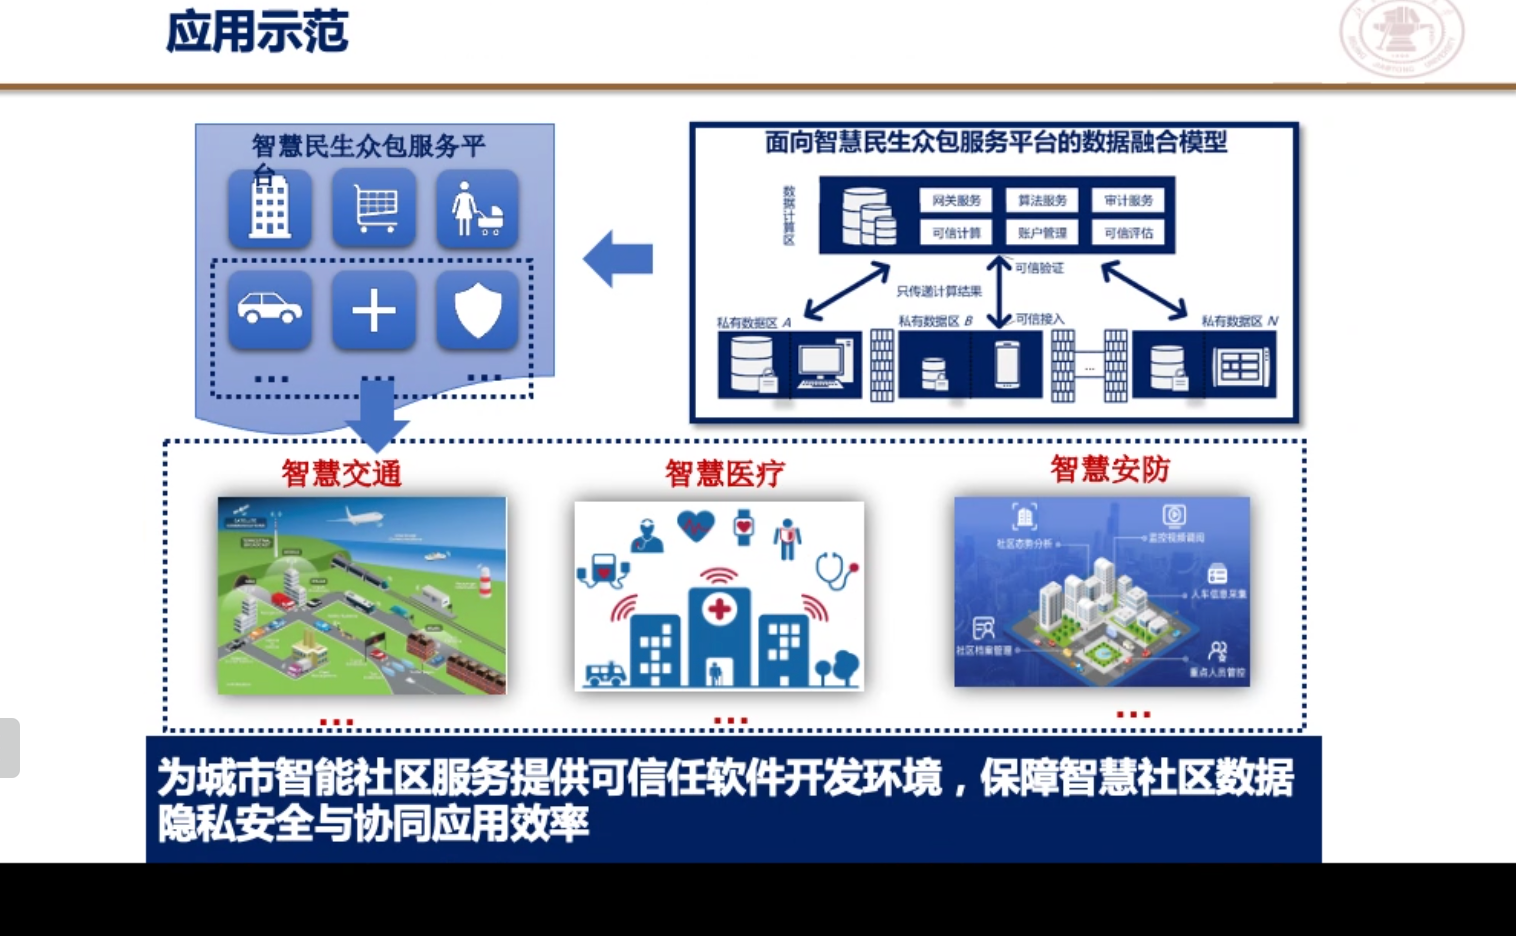 应用示范
智慧民生众包服务平
台
面向智慧民生众包服务平台的数据融合模型
数据计算区
网关服务
算法服务
审计服务
可信计算
账户管理
可信评估
可信验证
只传递计算结果
可信接入
私有数据区 A
私有数据区 B
私有数据区 N
...
...
...
...
智慧交通
智慧医疗
智慧安防
社区态势分析
监控视频调阅
人车信息采集
社区档案管理
重点人员管控
...
...
...
为城市智能社区服务提供可信任软件开发环境，保障智慧社区数据
隐私安全与协同应用效率